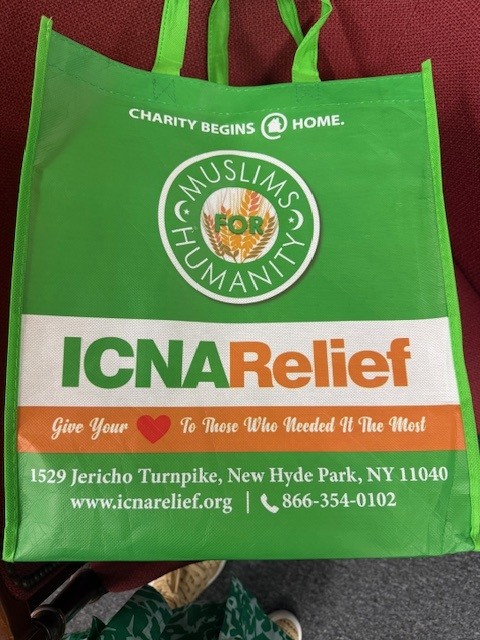 CHARITY BEGINS @ HOME.
MUSLIMS
FOR
HUMANITY
ICNARelief
Give Your ❤ To Those Who Needed It The Most
1529 Jericho Turnpike, New Hyde Park, NY 11040
www.icnarelief.org | 866-354-0102